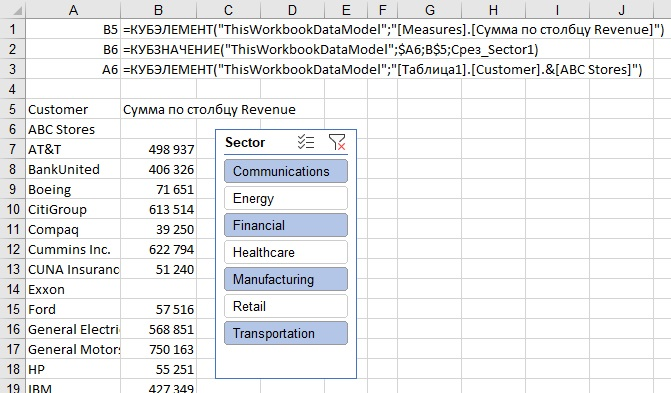 A B C D E F G H I J
1 B5 =КУБЭЛЕМЕНТ("ThisWorkbookDataModel";"[Measures].[Сумма по столбцу Revenue]")
2 B6 =КУБЗНАЧЕНИЕ("ThisWorkbookDataModel";$A6;B$5;Срез_Sector1)
3 A6 =КУБЭЛЕМЕНТ("ThisWorkbookDataModel";"[Таблица1].[Customer].&[ABC Stores]")
4
5 Customer Сумма по столбцу Revenue
6 ABC Stores
7 AT&T 498 937
8 BankUnited 406 326
9 Boeing 71 651
10 CitiGroup 613 514
11 Compaq 39 250
12 Cummins Inc. 622 794
13 CUNA Insuranc 51 240
14 Exxon
15 Ford 57 516
16 General Electri 568 851
17 General Motors 750 163
18 HP 55 251
19 IBM 427 349
Sector
Communications
Energy
Financial
Healthcare
Manufacturing
Retail
Transportation